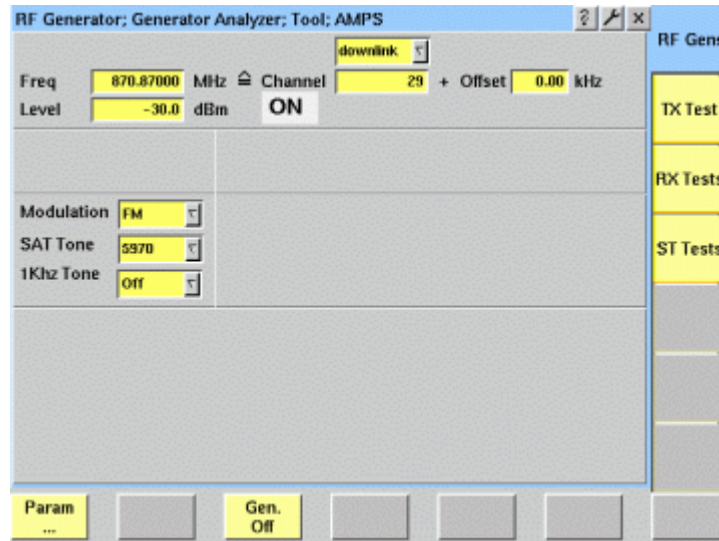 RF Generator; Generator Analyzer; Tool; AMPS ? ×
downlink
Freq 870.87000 MHz ≙ Channel 29 + Offset 0.00 kHz
Level -30.0 dBm ON
Modulation FM
SAT Tone 5970
1Khz Tone Off
Param ...
Gen. Off
TX Test
RX Tests
ST Tests